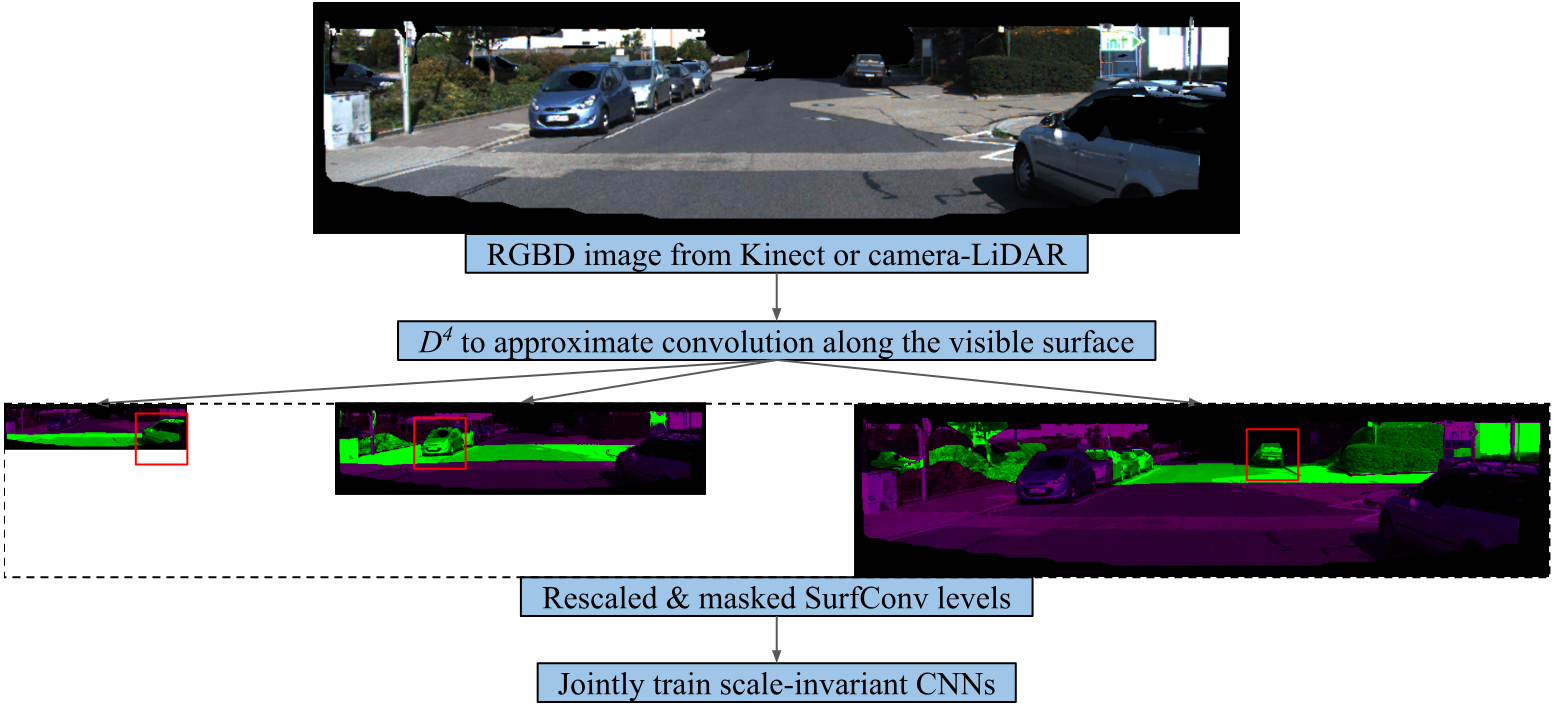 RGBD image from Kinect or camera-LiDAR
D⁴ to approximate convolution along the visible surface
Rescaled & masked SurfConv levels
Jointly train scale-invariant CNNs